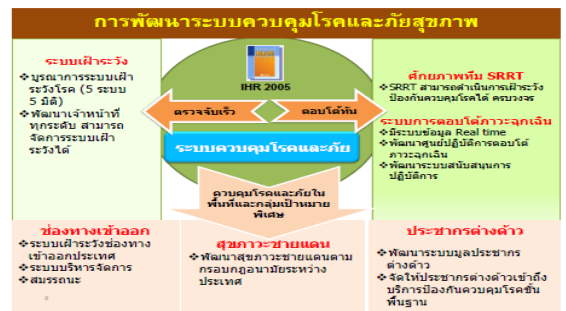 การพัฒนาระบบควบคุมโรคและภัยสุขภาพ
ระบบเฝ้าระวัง
❖บูรณาการระบบเฝ้า
ระวังโรค (5 ระบบ
5 มิติ)
❖พัฒนาเจ้าหน้าที่
ทุกระดับ สามารถ
จัดการระบบเฝ้า
ระวังได้
IHR 2005
ตรวจจับเร็ว
ตอบโต้ทัน
ระบบควบคุมโรคและภัย
ควบคุมโรคและภัยใน
พื้นที่และกลุ่มเป้าหมาย
พิเศษ
ศักยภาพทีม SRRT
❖SRRT สามารถดำเนินการเฝ้าระวัง
ป้องกันควบคุมโรคได้ ครบวงจร
ระบบการตอบโต้ภาวะฉุกเฉิน
❖มีระบบข้อมูล Real time
❖พัฒนาศูนย์ปฏิบัติการตอบโต้
ภาวะฉุกเฉิน
❖พัฒนาระบบสนับสนุนการ
ปฏิบัติการ
ช่องทางเข้าออก
❖ระบบเฝ้าระวังช่องทาง
เข้าออกประเทศ
❖ระบบบริหารจัดการ
❖สมรรถนะ
สุขภาวะชายแดน
❖พัฒนาสุขภาวะชายแดนตาม
กรอบกฎอนามัยระหว่าง
ประเทศ
ประชากรต่างด้าว
❖พัฒนาระบบมูลประชากร
ต่างด้าว
❖จัดให้ประชากรต่างด้าวเข้าถึง
บริการป้องกันควบคุมโรคขั้น
พื้นฐาน